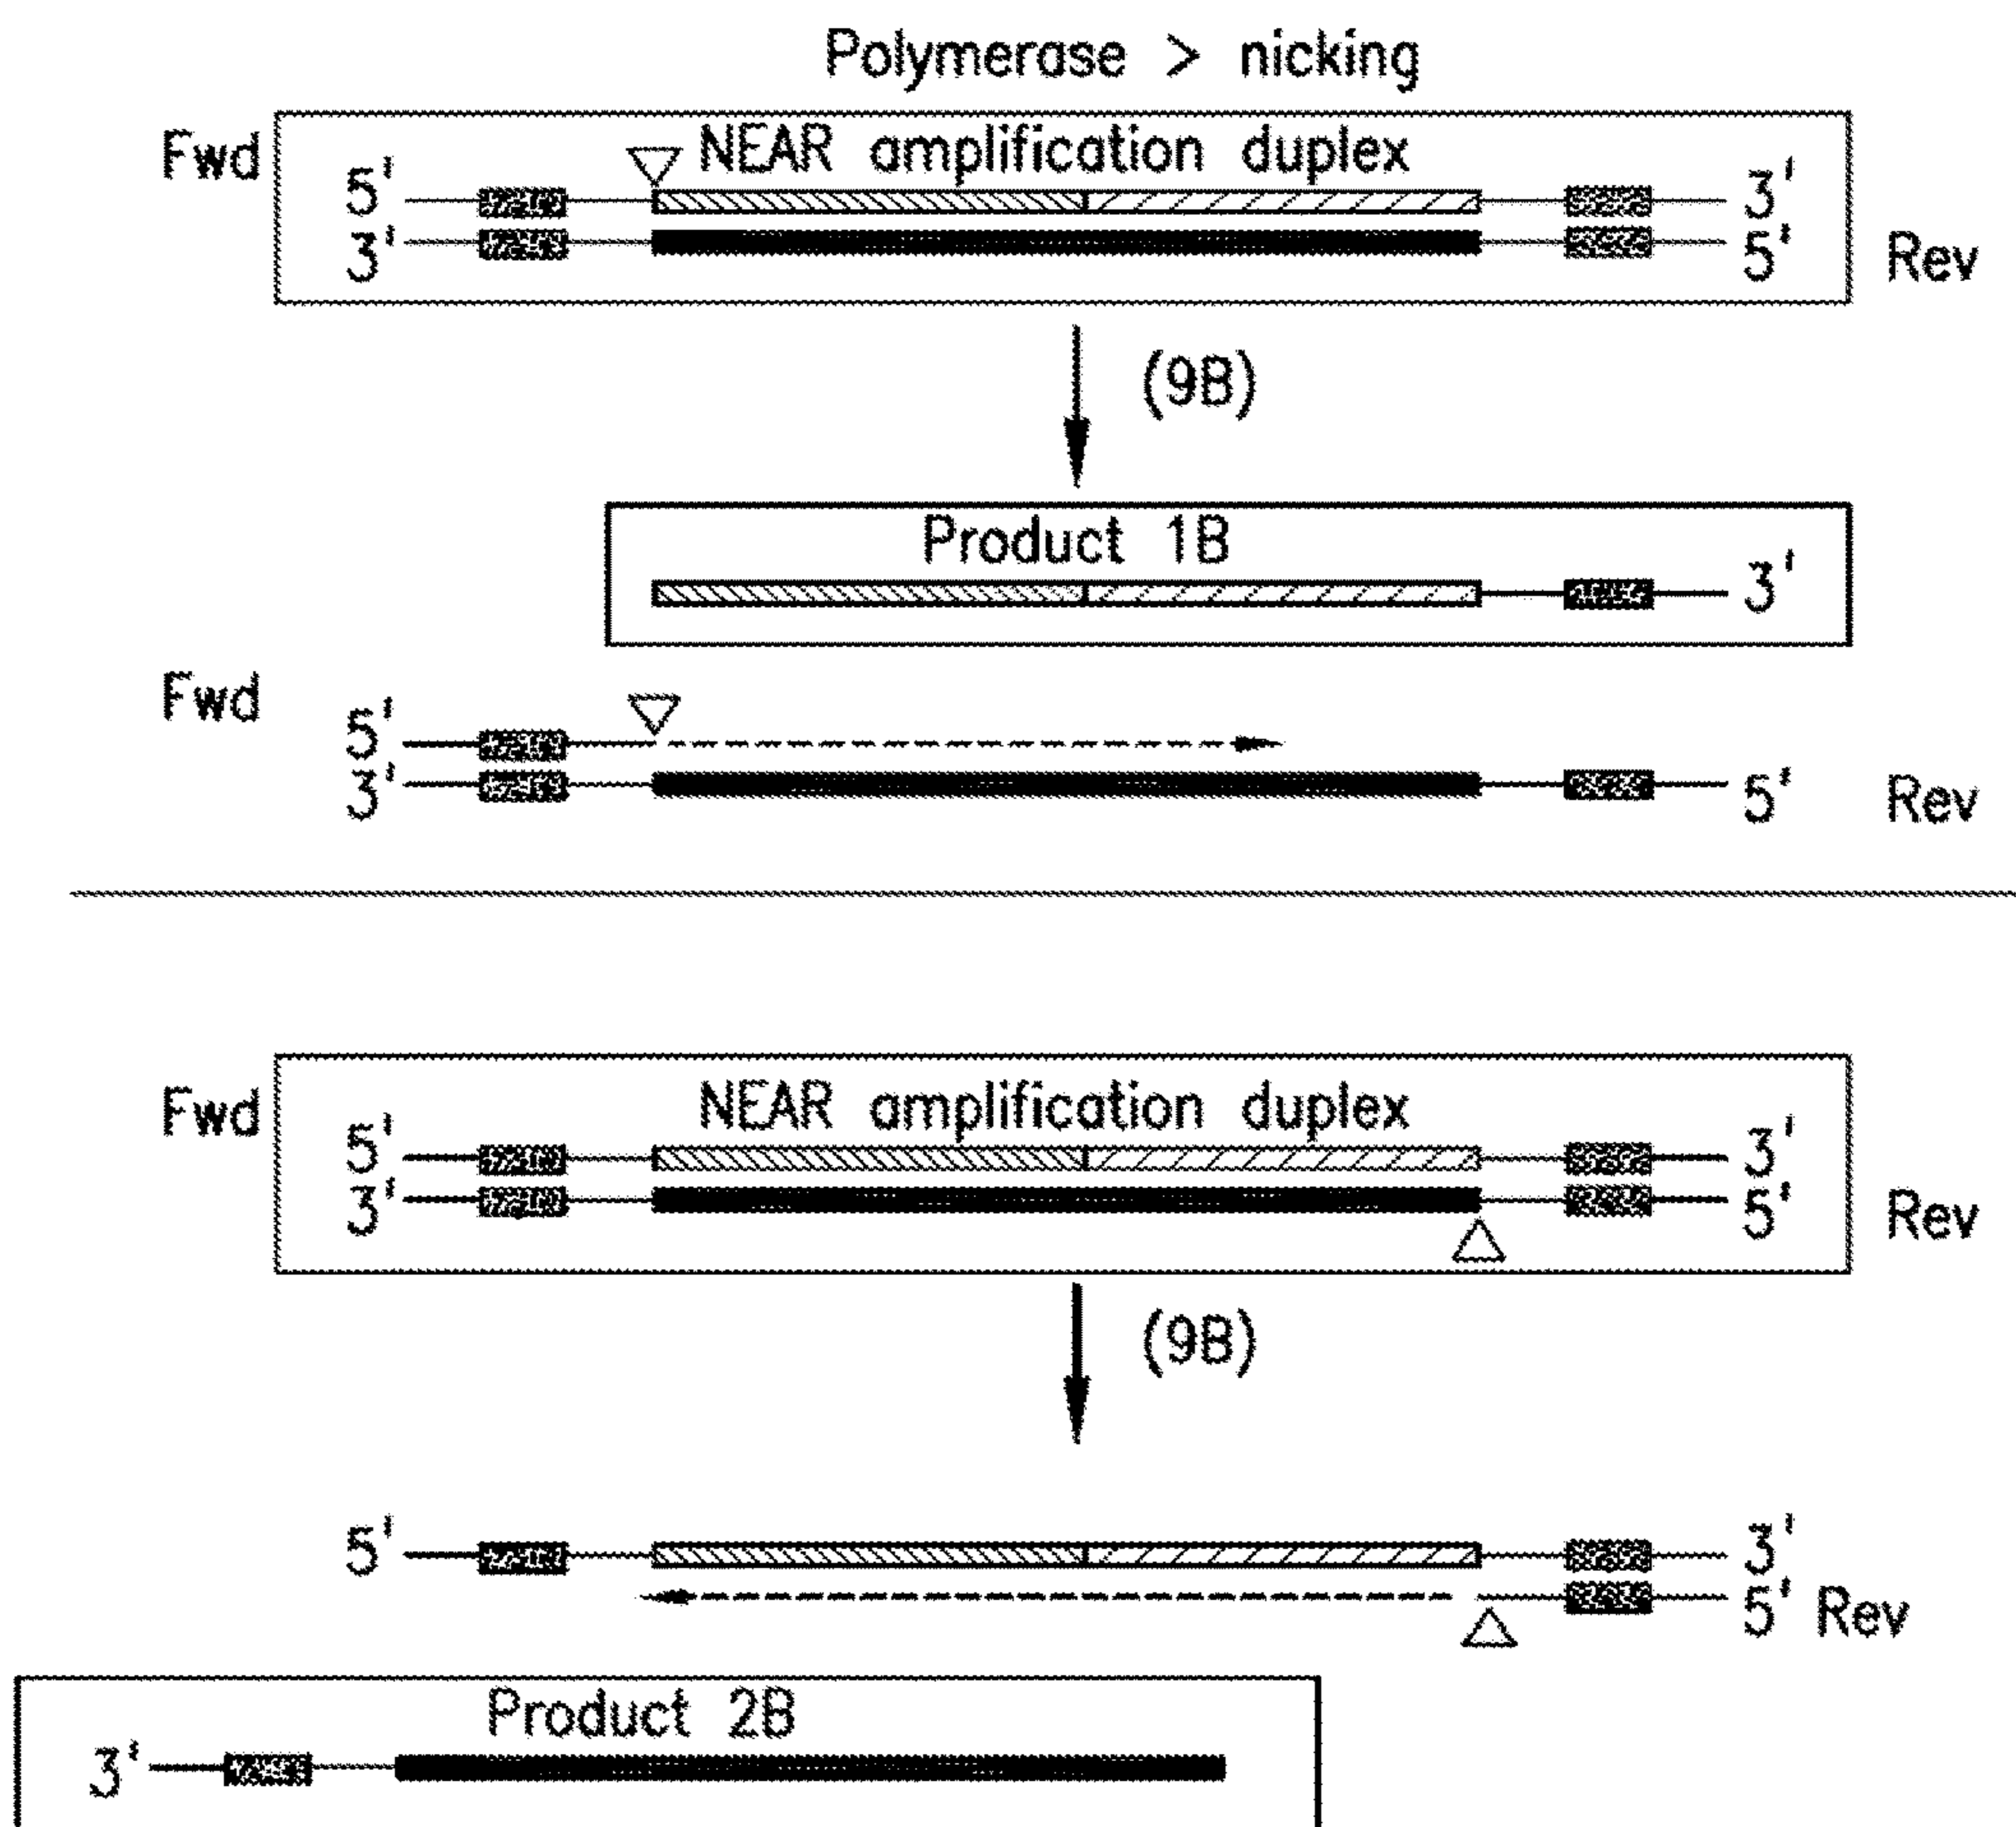 Polymerase > nicking
Fwd
NEAR amplification duplex
5' 3'
3' 5' Rev
(9B)
Product 1B
3'
Fwd
5'
3' 5' Rev
Fwd
NEAR amplification duplex
5' 3'
3' 5' Rev
(9B)
5' 3'
5' Rev
Product 2B
3'